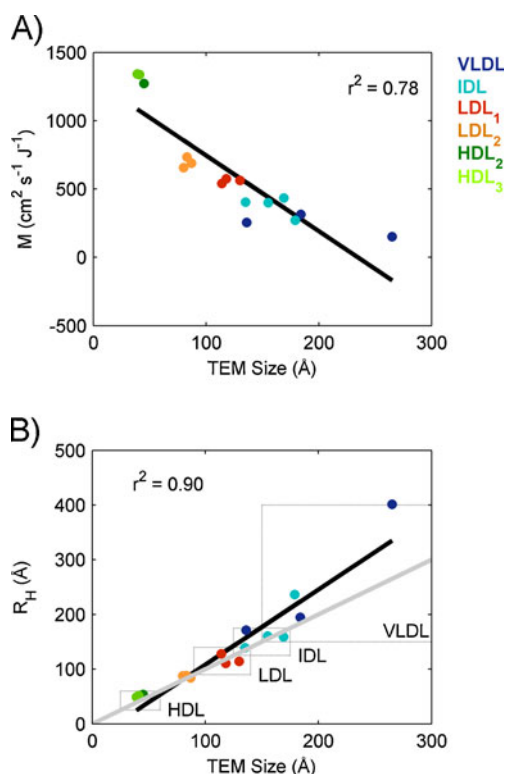 A)
1500
1000
500
0
-500
M (cm² s⁻¹ J⁻¹)
r² = 0.78
0 100 200 300
TEM Size (Å)
VLDL
IDL
LDL₁
LDL₂
HDL₂
HDL₃
B)
500
400
300
200
100
0
R_H (Å)
r² = 0.90
VLDL
IDL
LDL
HDL
0 100 200 300
TEM Size (Å)